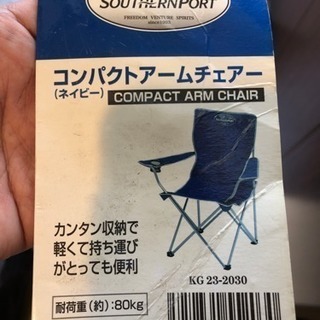 SOUTHERNPORT
FREEDOM VENTURE SPIRITS
コンパクトアームチェアー
(ネイビー) COMPACT ARM CHAIR
カンタン収納で
軽くて持ち運び
がとっても便利
KG 23-2030
耐荷重(約):80kg